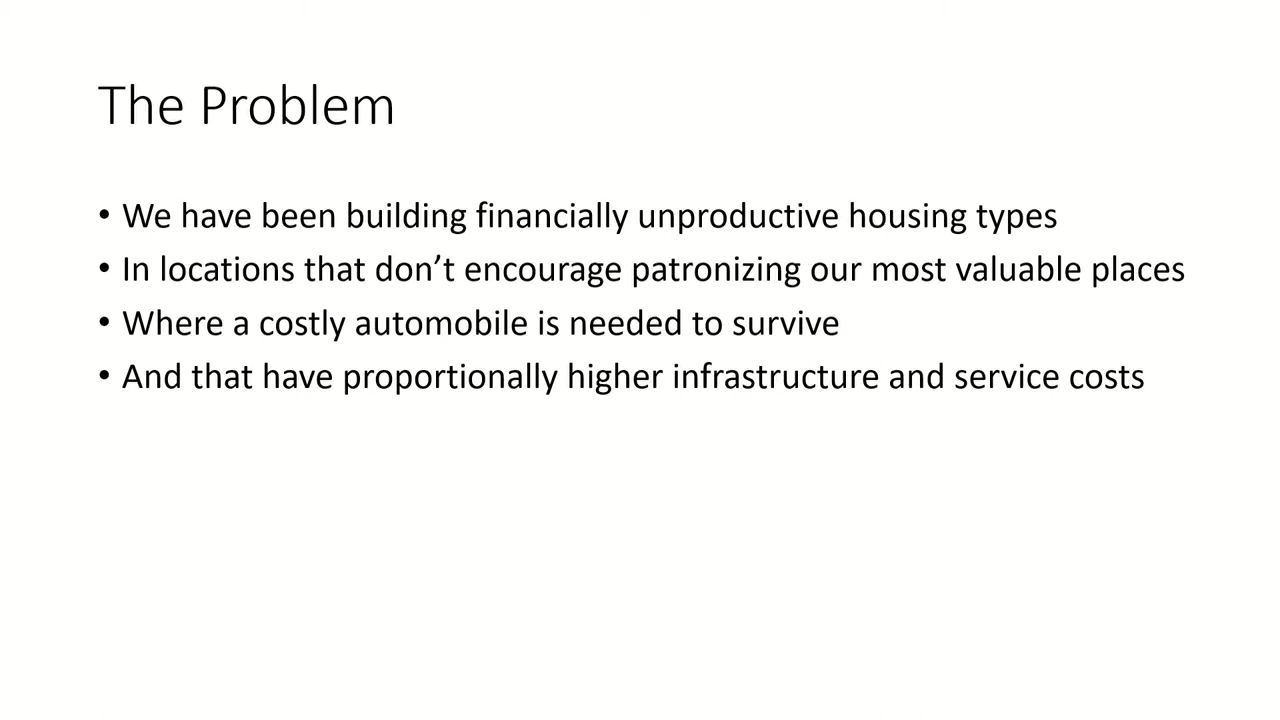 The Problem
• We have been building financially unproductive housing types
• In locations that don’t encourage patronizing our most valuable places
• Where a costly automobile is needed to survive
• And that have proportionally higher infrastructure and service costs